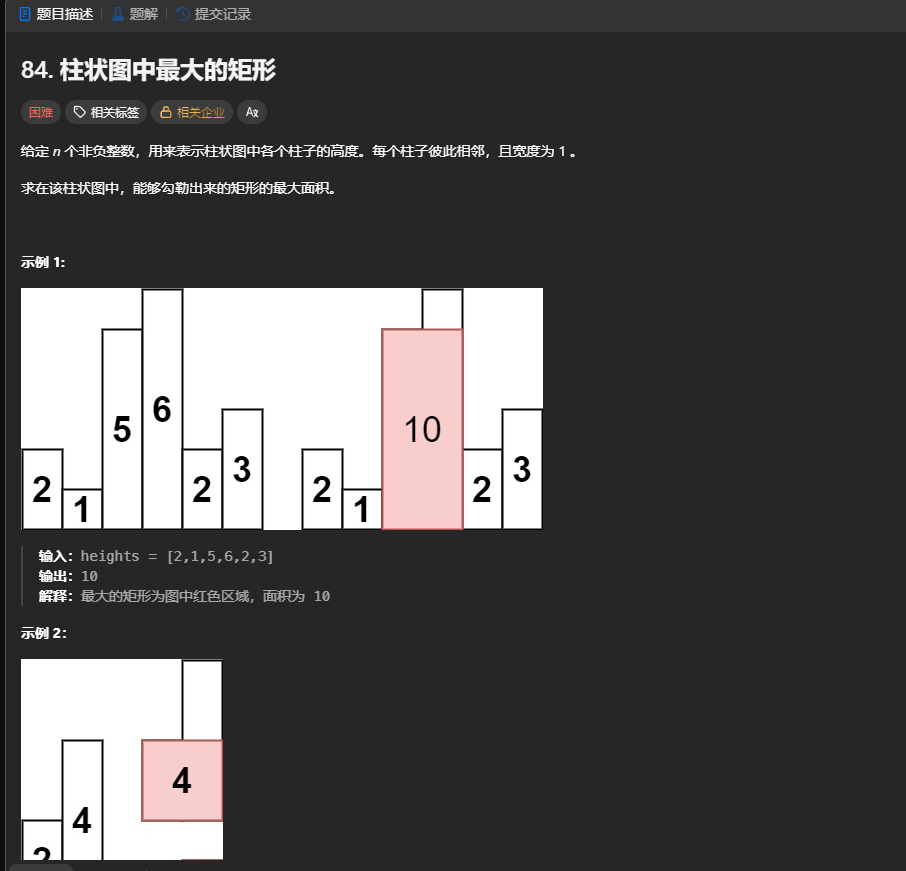 题目描述 题解 提交记录
84. 柱状图中最大的矩形
困难 相关标签 相关企业 Ax
给定 n 个非负整数，用来表示柱状图中各个柱子的高度。每个柱子彼此相邻，且宽度为 1 。
求在该柱状图中，能够勾勒出来的矩形的最大面积。
示例 1:
2 1 5 6 2 3 2 1 10 2 3
输入：heights = [2,1,5,6,2,3]
输出：10
解释：最大的矩形为图中红色区域，面积为 10
示例 2：
2 4 4